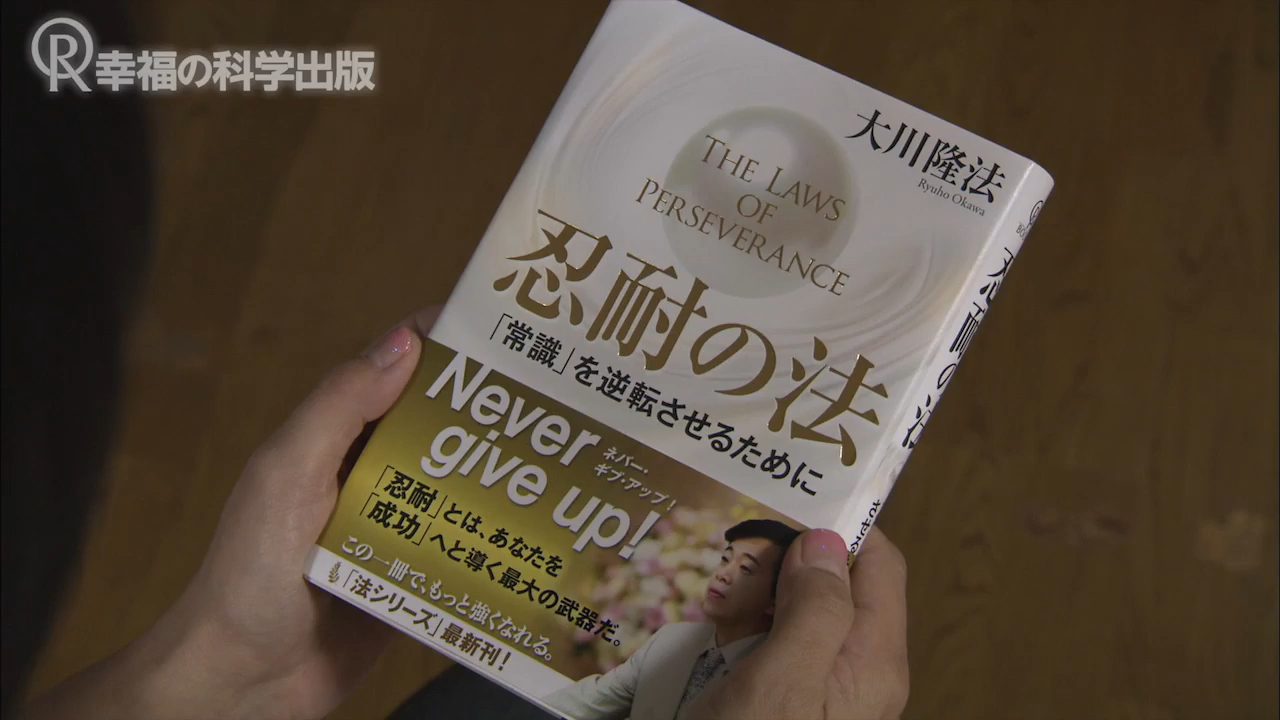 幸福の科学出版
大川隆法
Ryuho Okawa
THE LAWS
OF
PERSEVERANCE
忍耐の法
「常識」を逆転させるために
Never
give up!
ネバー・
ギブ・アップ!
「忍耐」とは、あなたを
「成功」へと導く最大の武器だ。
この一冊で、もっと強くなれる。
「法シリーズ」最新刊!
忍耐の法